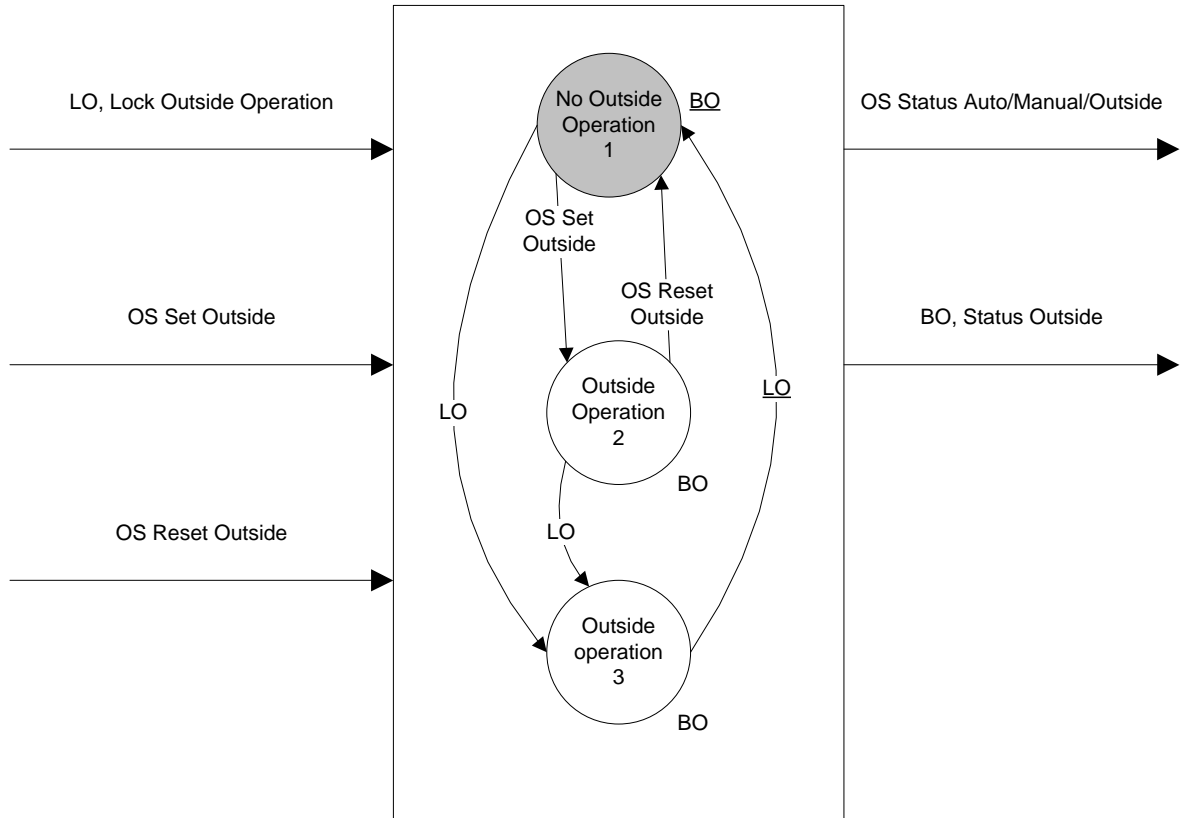 LO, Lock Outside Operation
OS Set Outside
OS Reset Outside
No Outside
Operation
1
BO
OS Set
Outside
OS Reset
Outside
LO
Outside
Operation
2
BO
LO
LO
Outside
operation
3
BO
OS Status Auto/Manual/Outside
BO, Status Outside